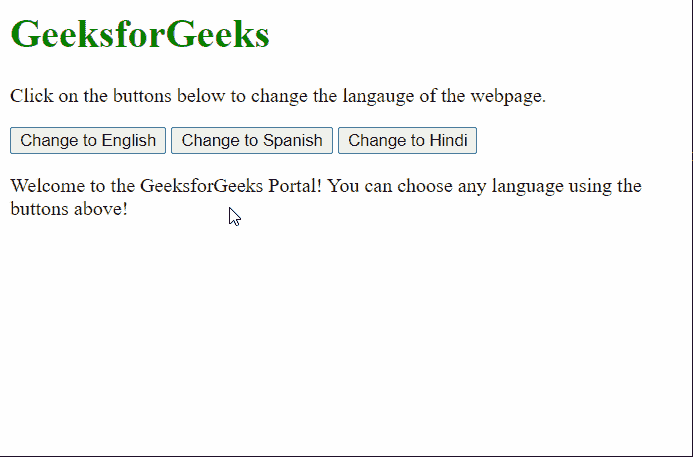 GeeksforGeeks
Click on the buttons below to change the langauge of the webpage.
Change to English Change to Spanish Change to Hindi
Welcome to the GeeksforGeeks Portal! You can choose any language using the
buttons above!